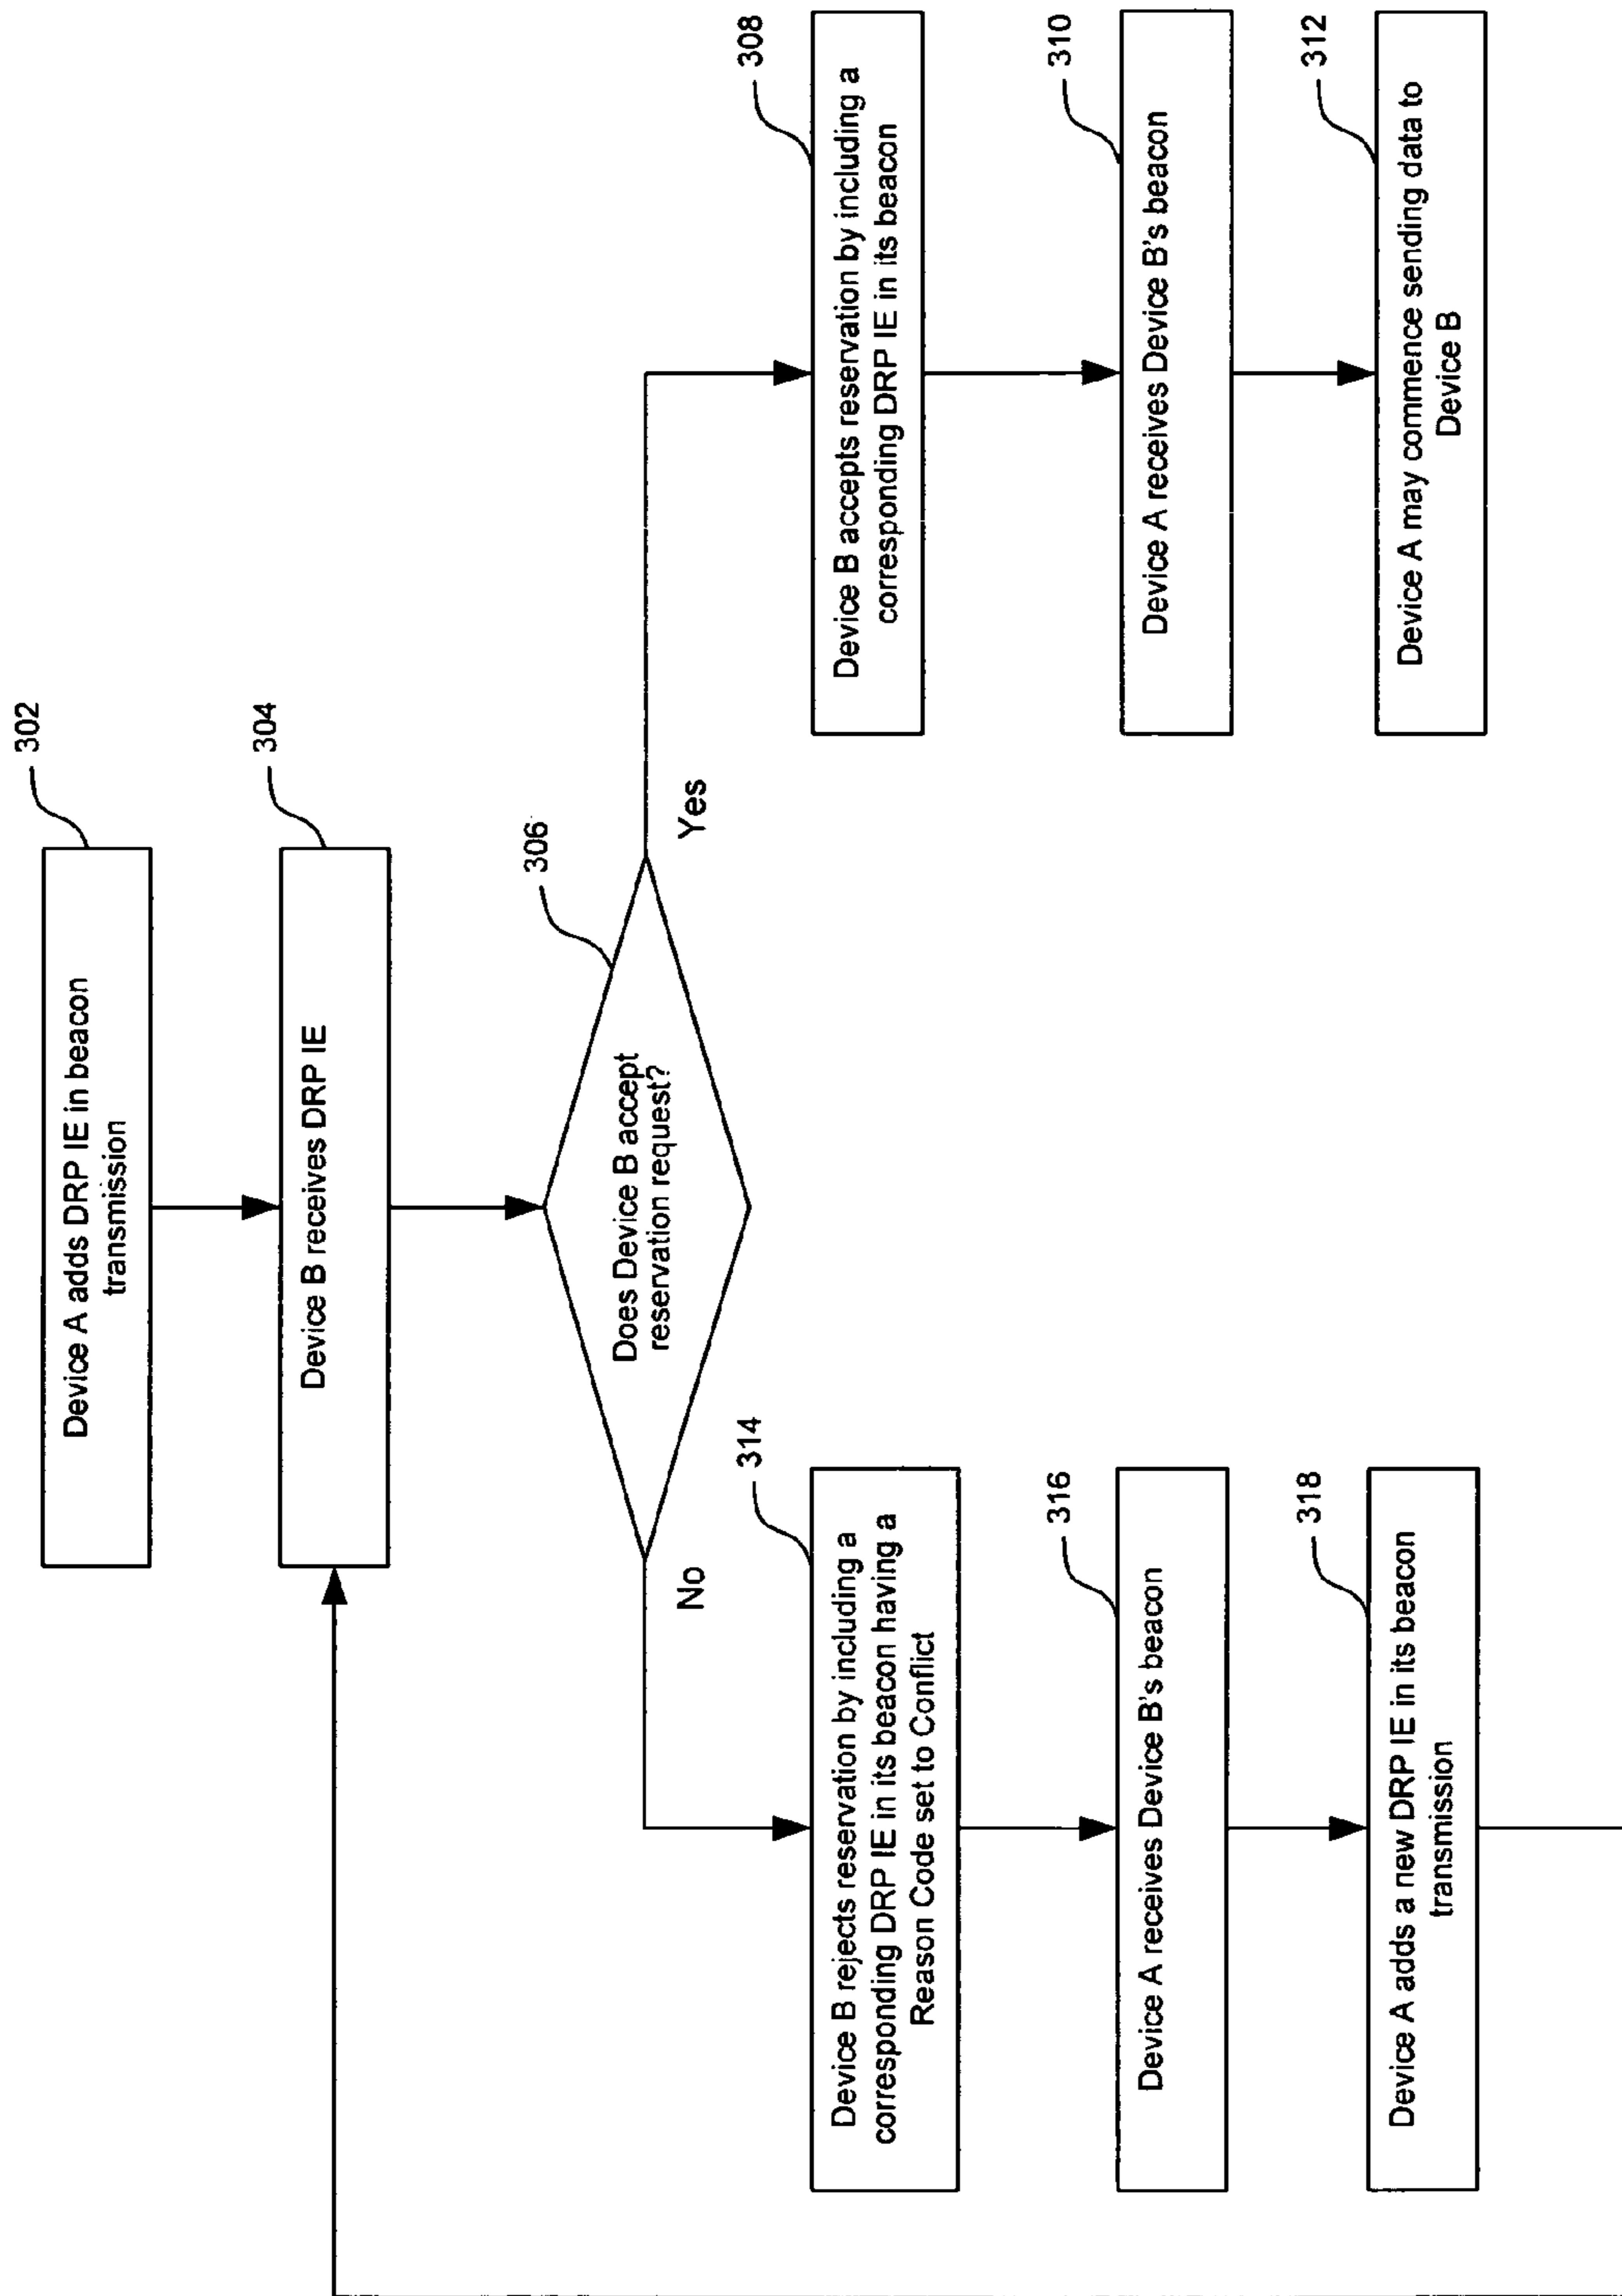 302
Device A adds DRP IE in beacon
transmission
304
Device B receives DRP IE
306
Does Device B accept
reservation request?
Yes
No
308
Device B accepts reservation by including a
corresponding DRP IE in its beacon
310
Device A receives Device B's beacon
312
Device A may commence sending data to
Device B
314
Device B rejects reservation by including a
corresponding DRP IE in its beacon having a
Reason Code set to Conflict
316
Device A receives Device B's beacon
318
Device A adds a new DRP IE in its beacon
transmission